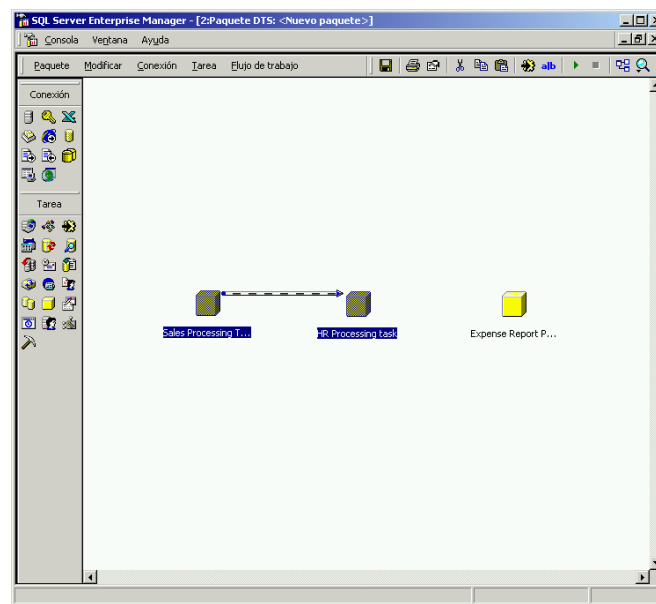 SQL Server Enterprise Manager - [2:Paquete DTS: <Nuevo paquete>]
Consola Ventana Ayuda
Paquete Modificar Conexión Tarea Flujo de trabajo
alb
Conexión
Tarea
Sales Processing T...
HR Processing task
Expense Report P...